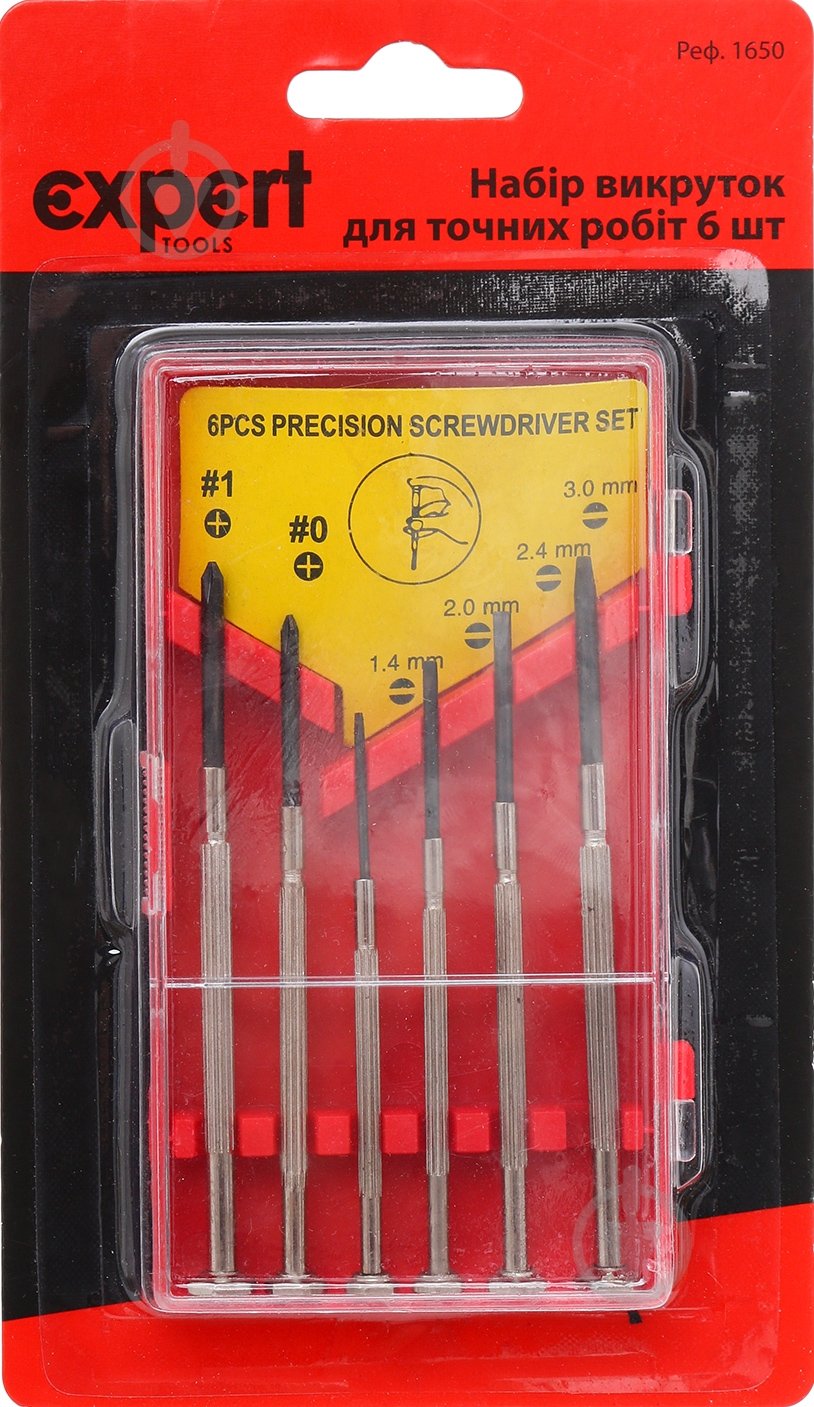 Реф. 1650
expert
TOOLS
Набір викруток
для точних робіт 6 шт
6PCS PRECISION SCREWDRIVER SET
#1
#0
3.0 mm
2.4 mm
2.0 mm
1.4 mm